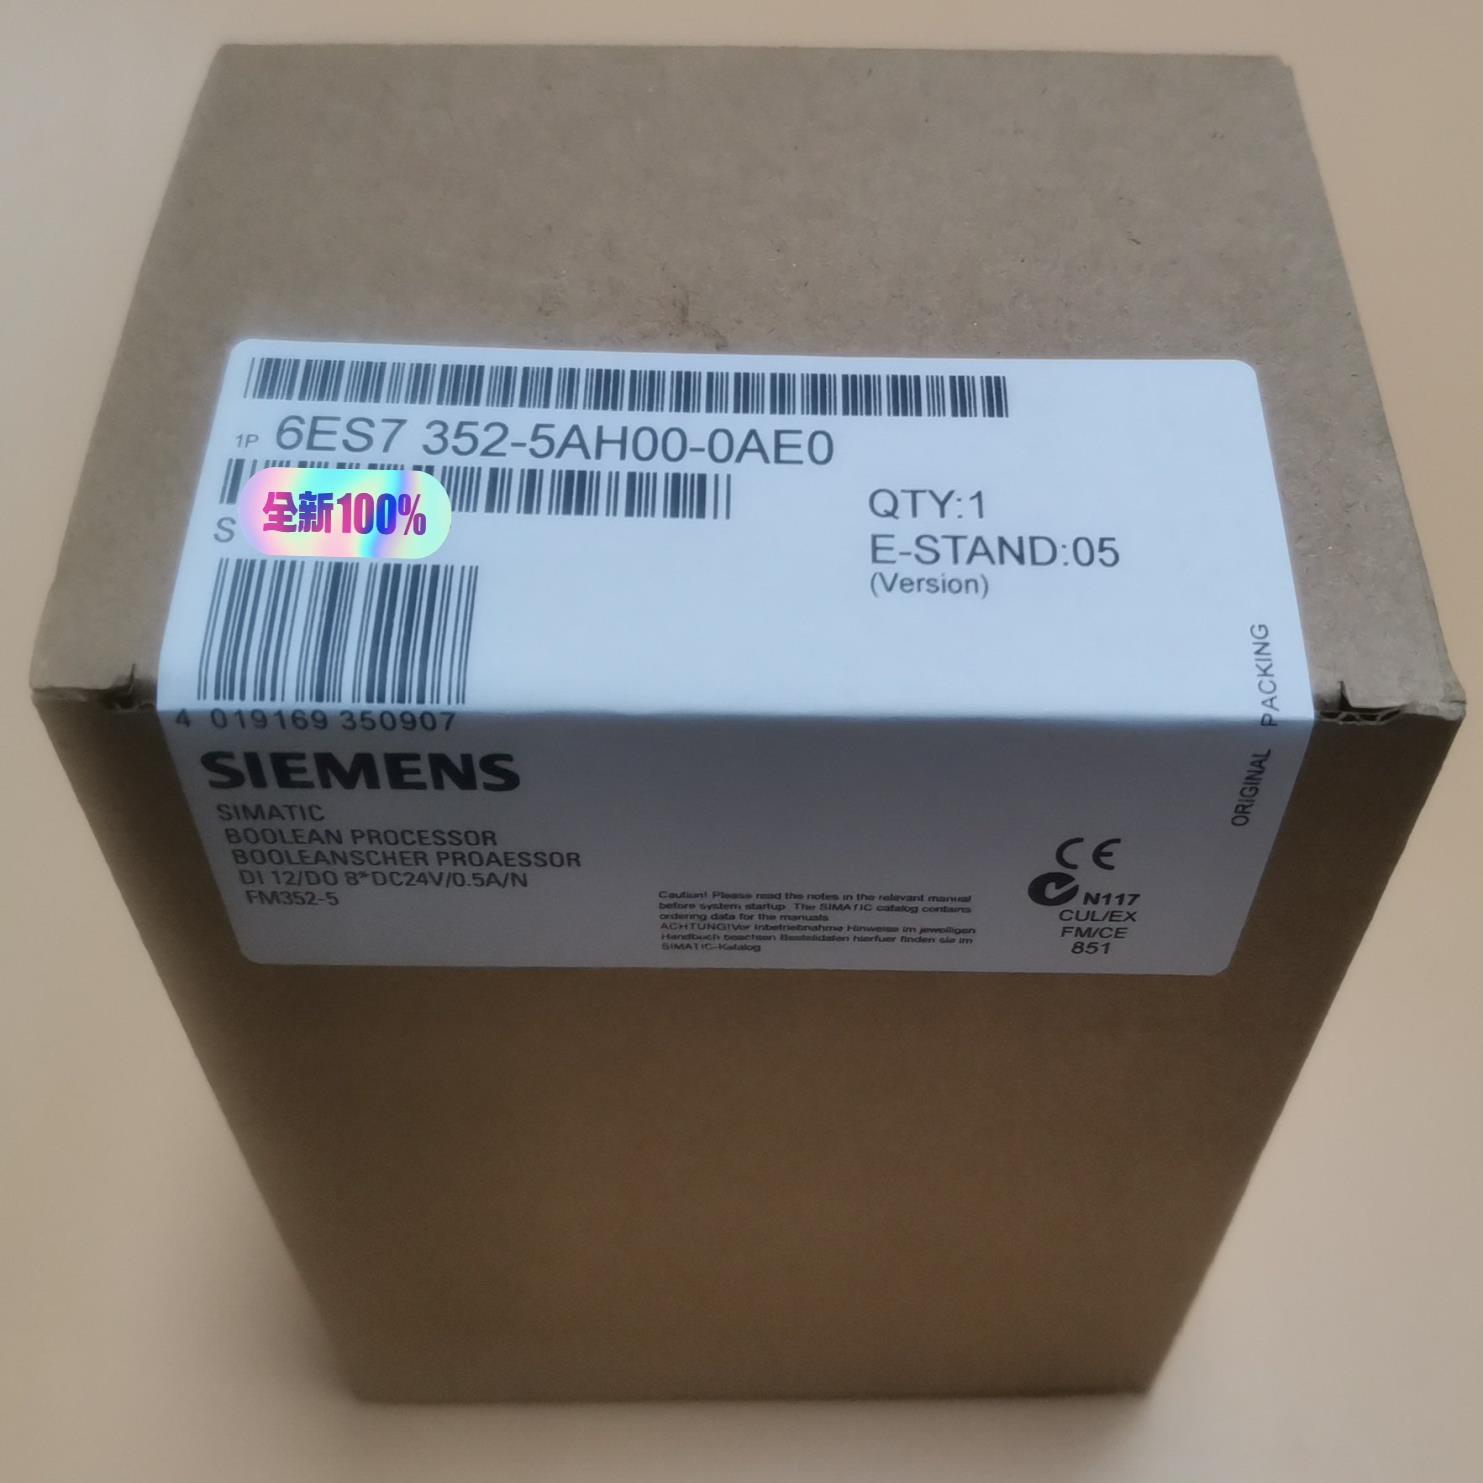 1P 6ES7 352-5AH00-0AE0
S 全新100%
QTY:1
E-STAND:05
(Version)
4 019169 350907
ORIGINAL PACKING
SIEMENS
SIMATIC
BOOLEAN PROCESSOR
BOOLEANSCHER PROAESSOR
DI 12/DO 8*DC24V/0.5A/N
FM352-5
Caution! Please read the notes in the relevant manual
before system startup. The SIMATIC catalog contains
ordering data for the manuals
ACHTUNG!Vor Inbetriebnahme Hinweise im jeweiligen
Handbuch beachten Bestelldaten hierfuer finden sie im
SIMATIC-Katalog
CE
N117
CUL/EX
FM/CE
851